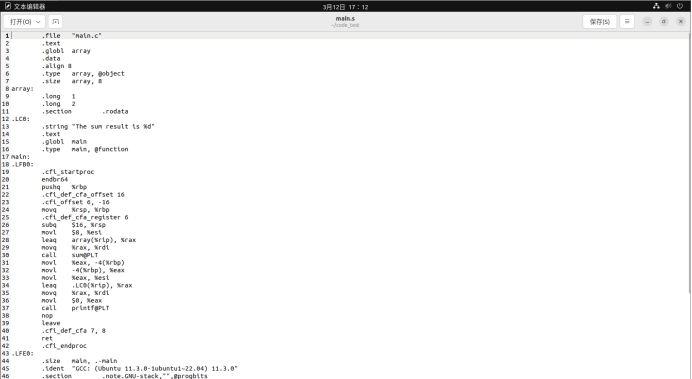 文本编辑器
3月12日 17:12
打开(O)
main.s
~/code_test
保存(S)
1 .file "main.c"
2 .text
3 .globl array
4 .data
5 .align 8
6 .type array, @object
7 .size array, 8
8 array:
9 .long 1
10 .long 2
11 .section .rodata
12 .LC0:
13 .string "The sum result is %d"
14 .text
15 .globl main
16 .type main, @function
17 main:
18 .LFB0:
19 .cfi_startproc
20 endbr64
21 pushq %rbp
22 .cfi_def_cfa_offset 16
23 .cfi_offset 6, -16
24 movq %rsp, %rbp
25 .cfi_def_cfa_register 6
26 subq $16, %rsp
27 movl $8, %esi
28 leaq array(%rip), %rax
29 movq %rax, %rdi
30 call sum@PLT
31 movl %eax, -4(%rbp)
32 movl -4(%rbp), %eax
33 movl %eax, %esi
34 leaq .LC0(%rip), %rax
35 movq %rax, %rdi
36 movl $0, %eax
37 call printf@PLT
38 nop
39 leave
40 .cfi_def_cfa 7, 8
41 ret
42 .cfi_endproc
43 .LFE0:
44 .size main, .-main
45 .ident "GCC: (Ubuntu 11.3.0-1ubuntu1~22.04) 11.3.0"
46 .section .note.GNU-stack,"",@progbits